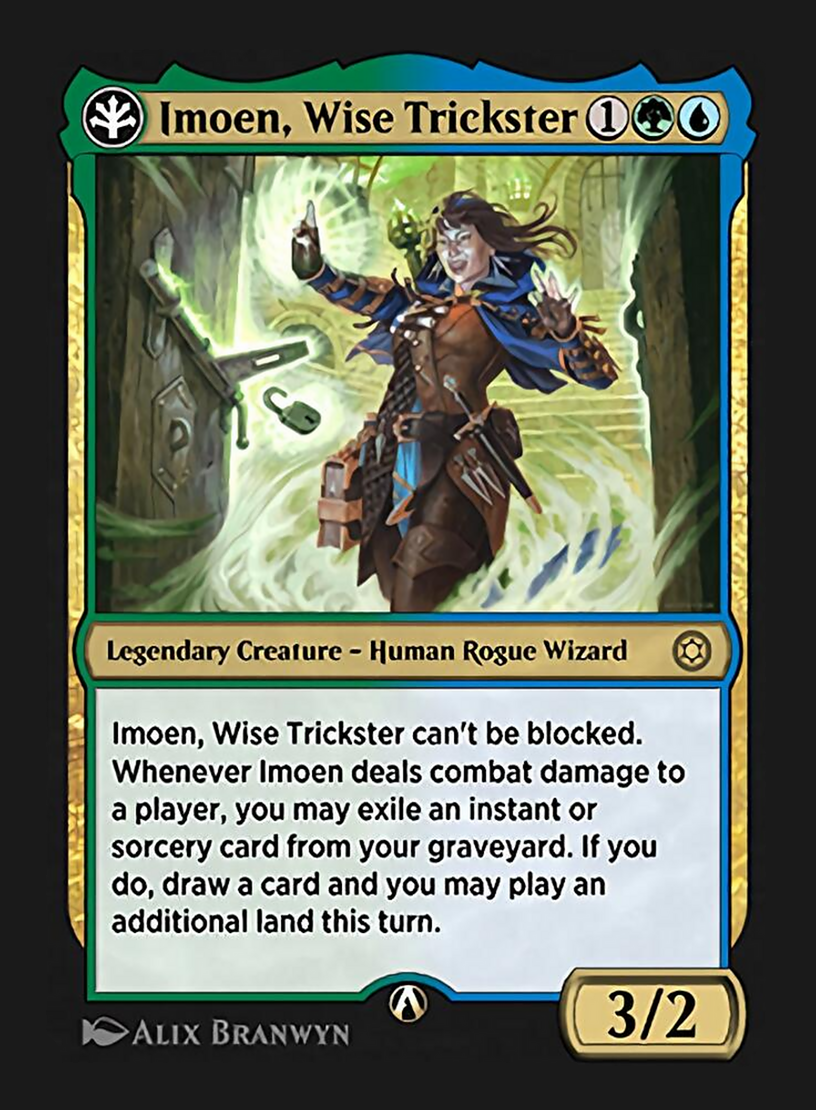 Imoen, Wise Trickster 1
Legendary Creature – Human Rogue Wizard
Imoen, Wise Trickster can't be blocked.
Whenever Imoen deals combat damage to
a player, you may exile an instant or
sorcery card from your graveyard. If you
do, draw a card and you may play an
additional land this turn.
3/2
Alix Branwyn